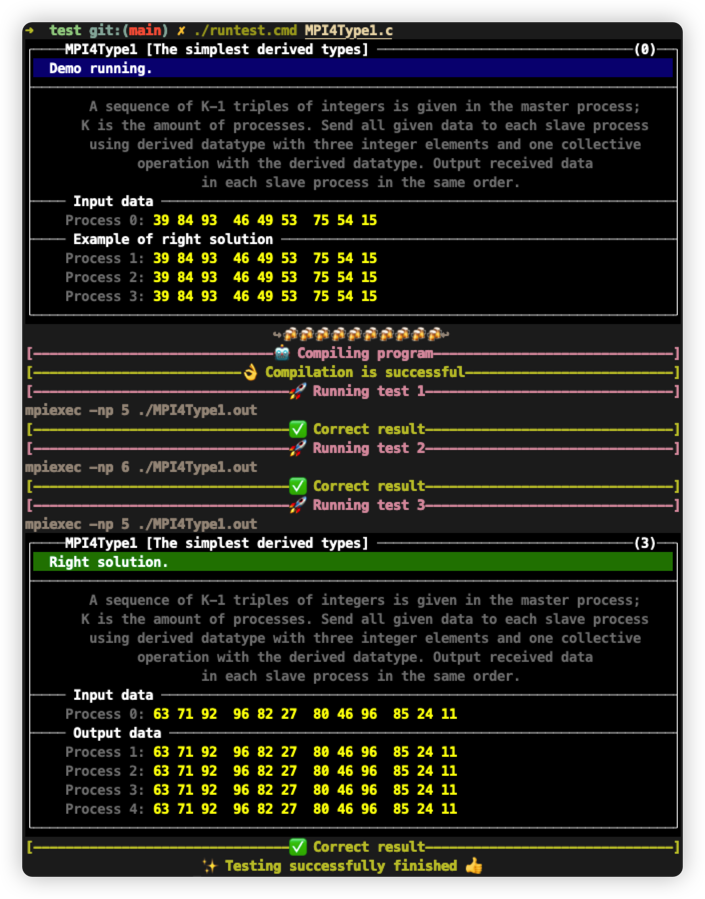 ➜ test git:(main) ✗ ./runtest.cmd MPI4Type1.c
MPI4Type1 [The simplest derived types] (0)
Demo running.
A sequence of K-1 triples of integers is given in the master process;
K is the amount of processes. Send all given data to each slave process
using derived datatype with three integer elements and one collective
operation with the derived datatype. Output received data
in each slave process in the same order.
Input data
Process 0: 39 84 93 46 49 53 75 54 15
Example of right solution
Process 1: 39 84 93 46 49 53 75 54 15
Process 2: 39 84 93 46 49 53 75 54 15
Process 3: 39 84 93 46 49 53 75 54 15
[🤖 Compiling program]
[👌 Compilation is successful]
[🚀 Running test 1]
mpiexec -np 5 ./MPI4Type1.out
[✅ Correct result]
[🚀 Running test 2]
mpiexec -np 6 ./MPI4Type1.out
[✅ Correct result]
[🚀 Running test 3]
mpiexec -np 5 ./MPI4Type1.out
MPI4Type1 [The simplest derived types] (3)
Right solution.
A sequence of K-1 triples of integers is given in the master process;
K is the amount of processes. Send all given data to each slave process
using derived datatype with three integer elements and one collective
operation with the derived datatype. Output received data
in each slave process in the same order.
Input data
Process 0: 63 71 92 96 82 27 80 46 96 85 24 11
Output data
Process 1: 63 71 92 96 82 27 80 46 96 85 24 11
Process 2: 63 71 92 96 82 27 80 46 96 85 24 11
Process 3: 63 71 92 96 82 27 80 46 96 85 24 11
Process 4: 63 71 92 96 82 27 80 46 96 85 24 11
[✅ Correct result]
✨ Testing successfully finished 👍